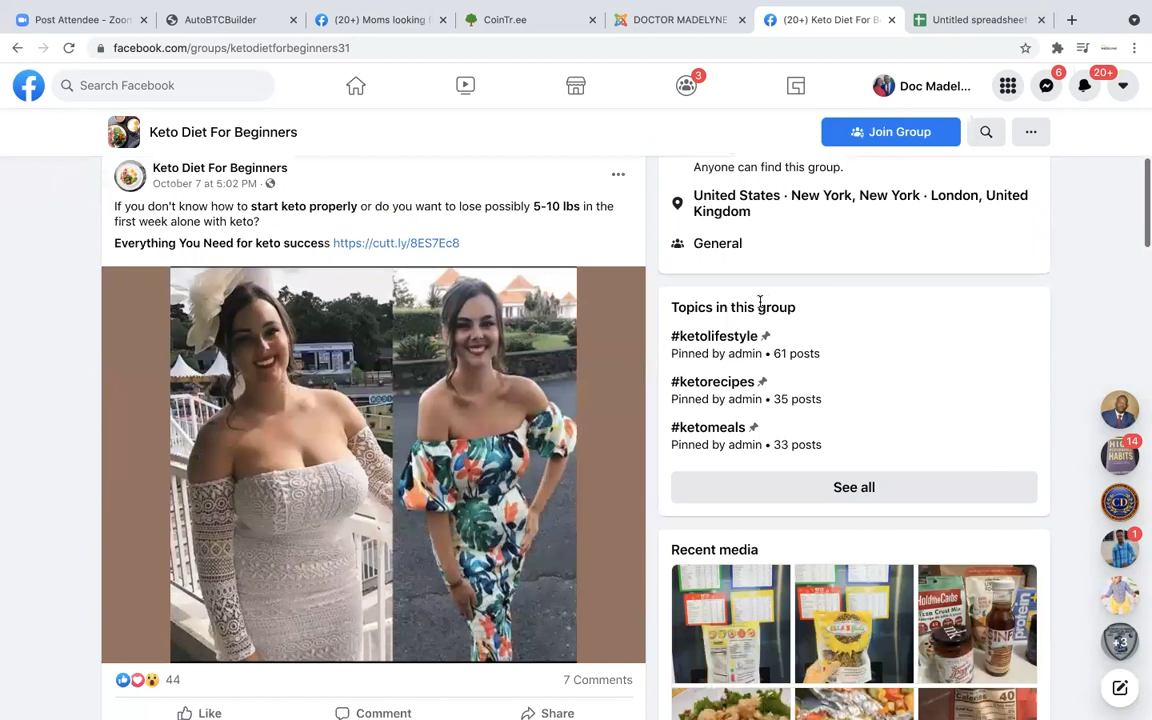 Post Attendee - Zoom
AutoBTCBuilder
(20+) Moms looking
CoinTr.ee
DOCTOR MADELYNE
(20+) Keto Diet For B
Untitled spreadsheet
facebook.com/groups/ketodietforbeginners31
Search Facebook
3
Doc Madel...
6
20+
Keto Diet For Beginners
Join Group
Keto Diet For Beginners
October 7 at 5:02 PM ·
If you don't know how to start keto properly or do you want to lose possibly 5-10 lbs in the
first week alone with keto?
Everything You Need for keto success https://cutt.ly/8ES7Ec8
44
7 Comments
Like
Comment
Share
Anyone can find this group.
United States · New York, New York · London, United
Kingdom
General
Topics in this group
#ketolifestyle
Pinned by admin • 61 posts
#ketorecipes
Pinned by admin • 35 posts
#ketomeals
Pinned by admin • 33 posts
See all
Recent media
14
HABITS
CD
1
+3